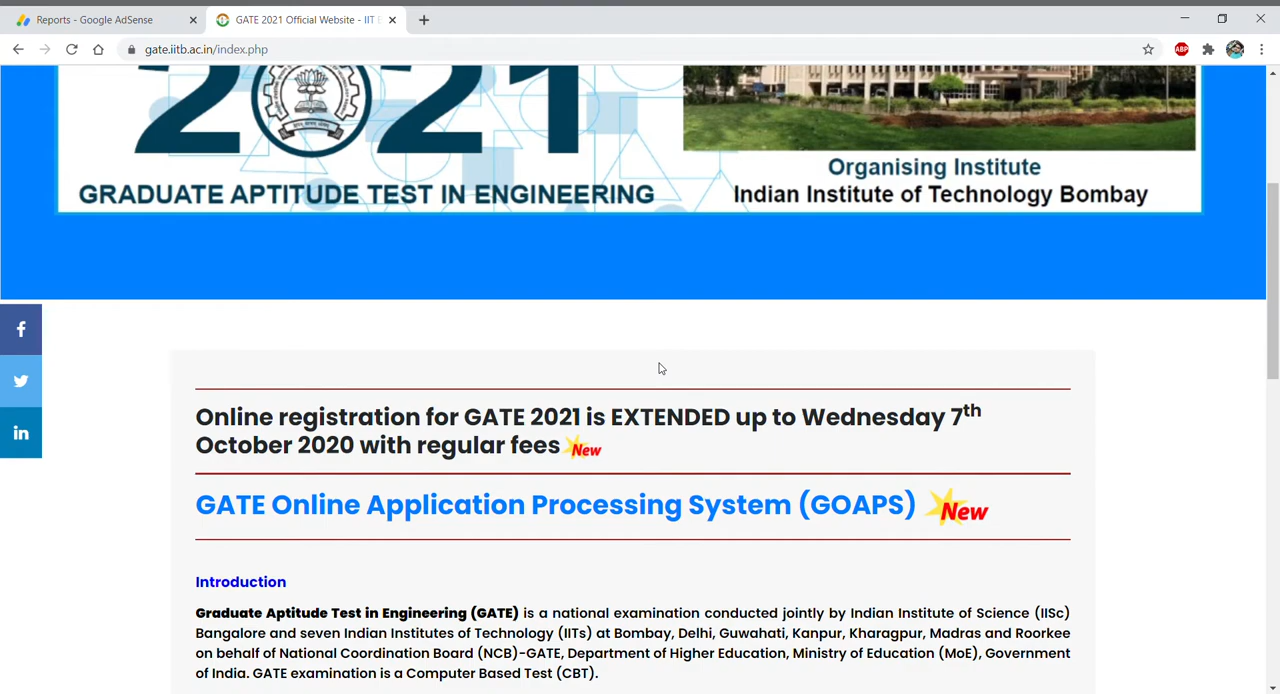 Reports - Google AdSense
GATE 2021 Official Website - IIT
gate.iitb.ac.in/index.php
ABP
2021
GRADUATE APTITUDE TEST IN ENGINEERING
Organising Institute
Indian Institute of Technology Bombay
f
in
Online registration for GATE 2021 is EXTENDED up to Wednesday 7th
October 2020 with regular fees New
GATE Online Application Processing System (GOAPS) New
Introduction
Graduate Aptitude Test in Engineering (GATE) is a national examination conducted jointly by Indian Institute of Science (IISc)
Bangalore and seven Indian Institutes of Technology (IITs) at Bombay, Delhi, Guwahati, Kanpur, Kharagpur, Madras and Roorkee
on behalf of National Coordination Board (NCB)-GATE, Department of Higher Education, Ministry of Education (MoE), Government
of India. GATE examination is a Computer Based Test (CBT).